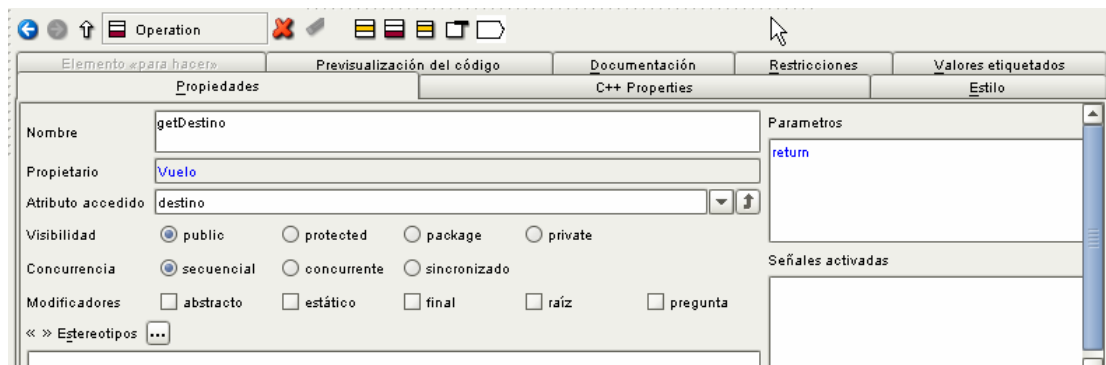 Operation
Elemento «para hacer» Previsualización del código Documentación Restricciones Valores etiquetados
Propiedades C++ Properties Estilo
Nombre getDestino
Parametros
return
Propietario Vuelo
Atributo accedido destino
Visibilidad public protected package private
Concurrencia secuencial concurrente sincronizado
Señales activadas
Modificadores abstracto estático final raíz pregunta
« » Estereotipos ...